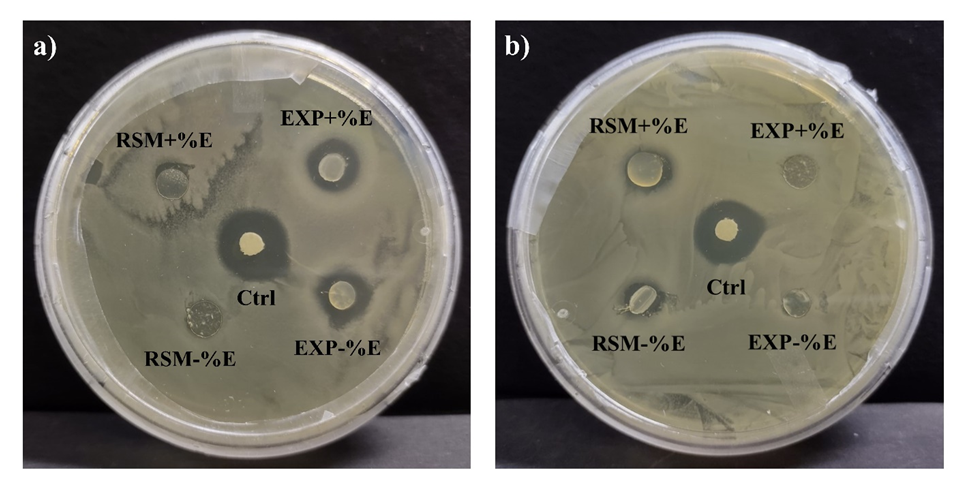 a)
RSM+%E
EXP+%E
Ctrl
RSM-%E
EXP-%E
b)
RSM+%E
EXP+%E
Ctrl
RSM-%E
EXP-%E